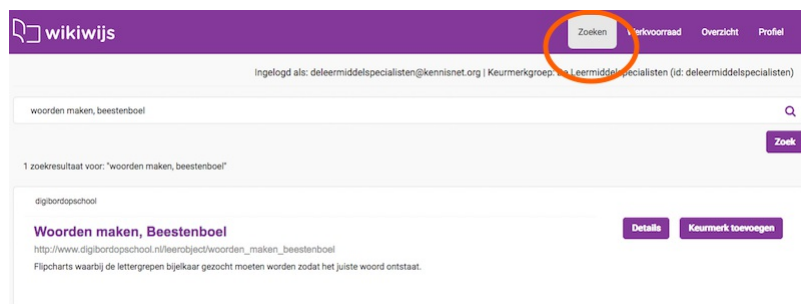 wikiwijs
Zoeken Werkvoorraad Overzicht Profiel
Ingelogd als: deleermiddelspecialisten@kennisnet.org | Keurmerkgroep: Leermiddelspecialisten (id: deleermiddelspecialisten)
woorden maken, beestenboel
Zoek
1 zoekresultaat voor: "woorden maken, beestenboel"
digibordopschool
Woorden maken, Beestenboel
Details Keurmerk toevoegen
http://www.digibordopschool.nl/leerobject/woorden_maken_beestenboel
Flipcharts waarbij de lettergrepen bijelkaar gezocht moeten worden zodat het juiste woord ontstaat.